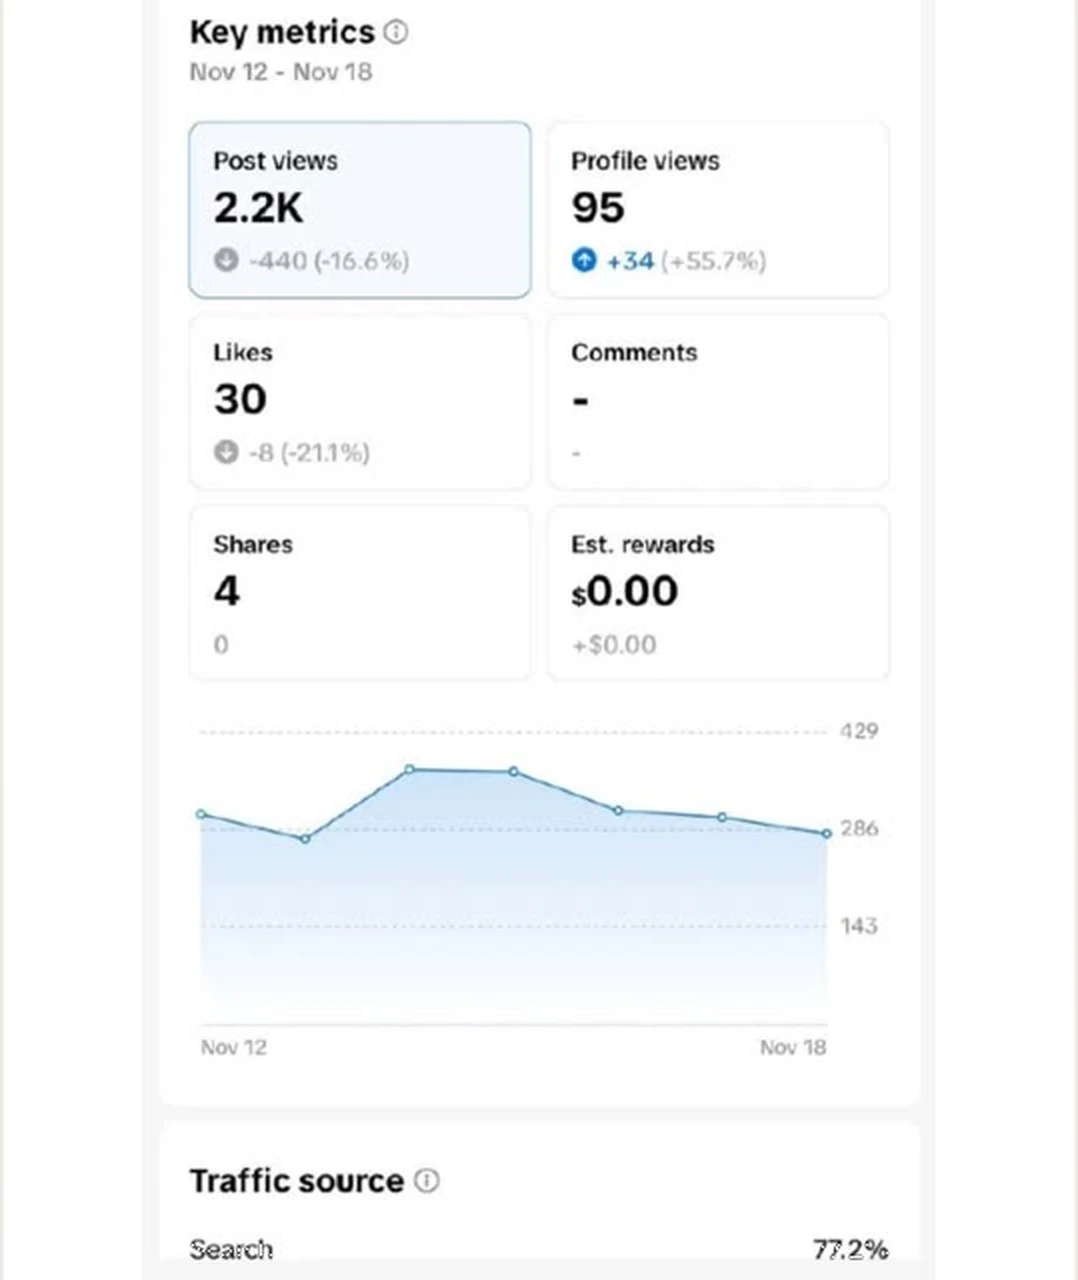 Key metrics
Nov 12 - Nov 18
Post views
2.2K
-440 (-16.6%)
Profile views
95
+34 (+55.7%)
Likes
30
-8 (-21.1%)
Comments
-
-
Shares
4
0
Est. rewards
$0.00
+$0.00
429
286
143
Nov 12 Nov 18
Traffic source
Search 77.2%